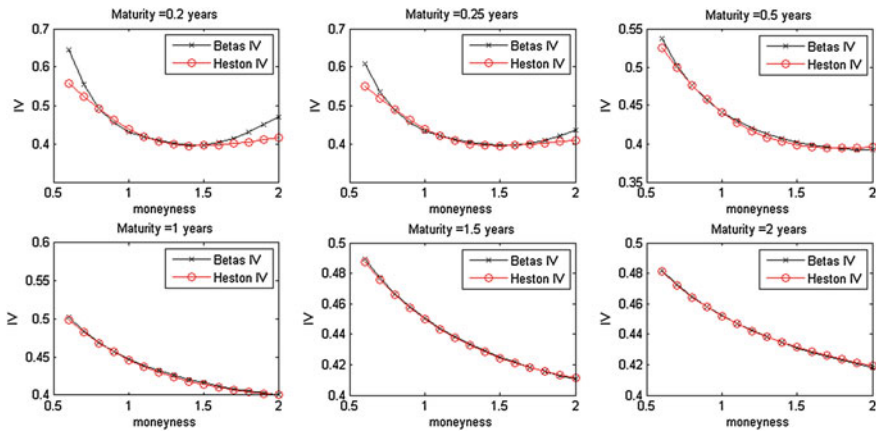 Maturity =0.2 years
0.7
0.6
0.5
0.4
IV
Betas IV
Heston IV
0.5
1
1.5
2
moneyness
Maturity =0.25 years
0.7
0.6
0.5
0.4
IV
Betas IV
Heston IV
0.5
1
1.5
2
moneyness
Maturity =0.5 years
0.55
0.5
0.45
0.4
0.35
IV
Betas IV
Heston IV
0.5
1
1.5
2
moneyness
Maturity =1 years
0.6
0.55
0.5
0.45
0.4
IV
Betas IV
Heston IV
0.5
1
1.5
2
moneyness
Maturity =1.5 years
0.5
0.48
0.46
0.44
0.42
0.4
IV
Betas IV
Heston IV
0.5
1
1.5
2
moneyness
Maturity =2 years
0.5
0.48
0.46
0.44
0.42
0.4
IV
Betas IV
Heston IV
0.5
1
1.5
2
moneyness